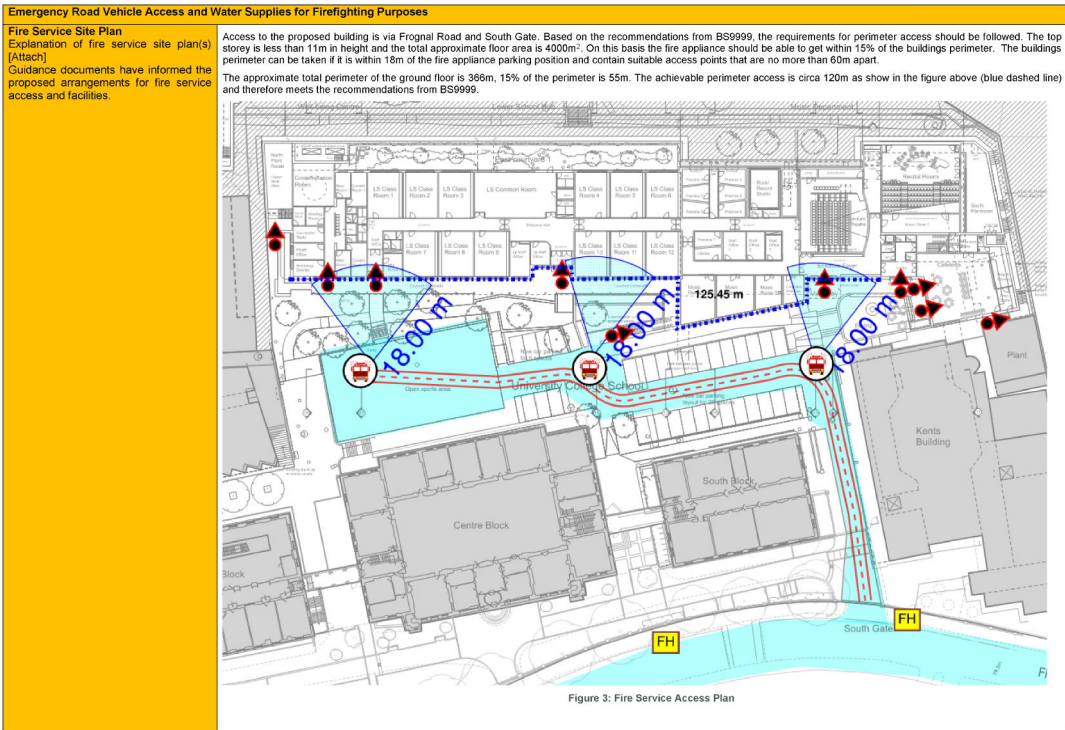 Emergency Road Vehicle Access and Water Supplies for Firefighting Purposes
Fire Service Site Plan
Explanation of fire service site plan(s)
[Attach]
Guidance documents have informed the
proposed arrangements for fire service
access and facilities.
Access to the proposed building is via Frognal Road and South Gate. Based on the recommendations from BS9999, the requirements for perimeter access should be followed. The top
storey is less than 11m in height and the total approximate floor area is 4000m². On this basis the fire appliance should be able to get within 15% of the buildings perimeter. The buildings
perimeter can be taken if it is within 18m of the fire appliance parking position and contain suitable access points that are no more than 60m apart.
The approximate total perimeter of the ground floor is 366m, 15% of the perimeter is 55m. The achievable perimeter access is circa 120m as show in the figure above (blue dashed line)
and therefore meets the recommendations from BS9999.
Lower School Hub
Music Department
East Courtyard
LS Class
Room 1
LS Class
Room 2
LS Class
Room 3
LS Common Room
LS Class
Room 4
LS Class
Room 5
LS Class
Room 6
Recital Room
LS Class
Room 7
LS Class
Room 8
LS Class
Room 9
LS Class
Room 10
LS Class
Room 11
LS Class
Room 12
125.45 m
18.00 m
18.00 m
18.00 m
Open sports area
University College School
Plant
Kents
Building
South Block
Centre Block
Block
South Gate
FH
FH
Figure 3: Fire Service Access Plan